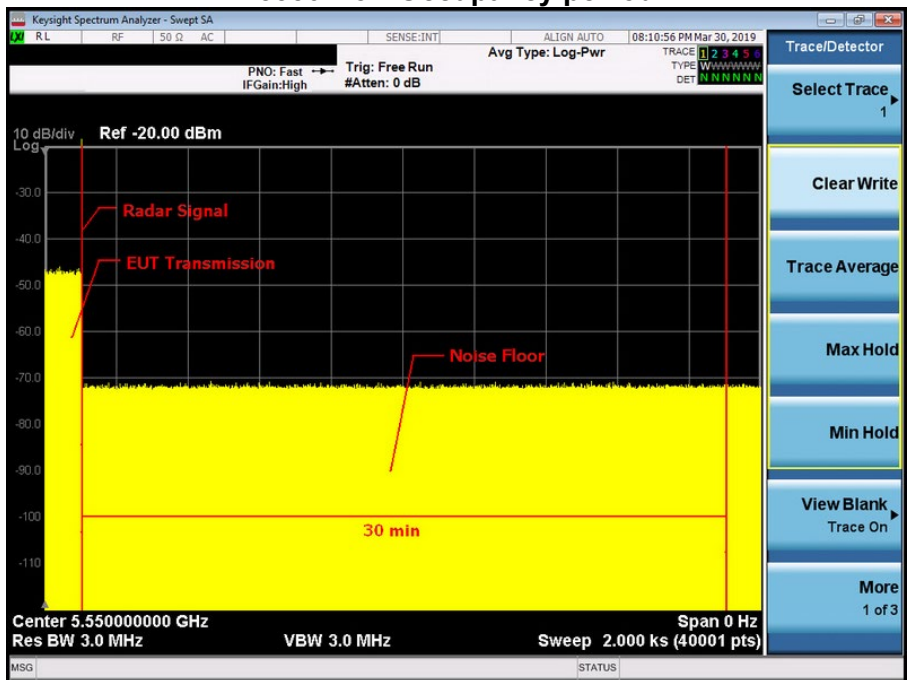 Keysight Spectrum Analyzer - Swept SA
RL RF 50 Ω AC SENSE:INT ALIGN AUTO 08:10:56 PM Mar 30, 2019
Avg Type: Log-Pwr
TRACE 1 2 3 4 5 6
TYPE W
DET N N N N N N
PNO: Fast
IFGain:High
Trig: Free Run
#Atten: 0 dB
10 dB/div
Log
Ref -20.00 dBm
-30.0
-40.0
-50.0
-60.0
-70.0
-80.0
-90.0
-100
-110
Radar Signal
EUT Transmission
Noise Floor
30 min
Center 5.550000000 GHz
Span 0 Hz
Res BW 3.0 MHz
VBW 3.0 MHz
Sweep 2.000 ks (40001 pts)
MSG
STATUS
Trace/Detector
Select Trace
1
Clear Write
Trace Average
Max Hold
Min Hold
View Blank
Trace On
More
1 of 3